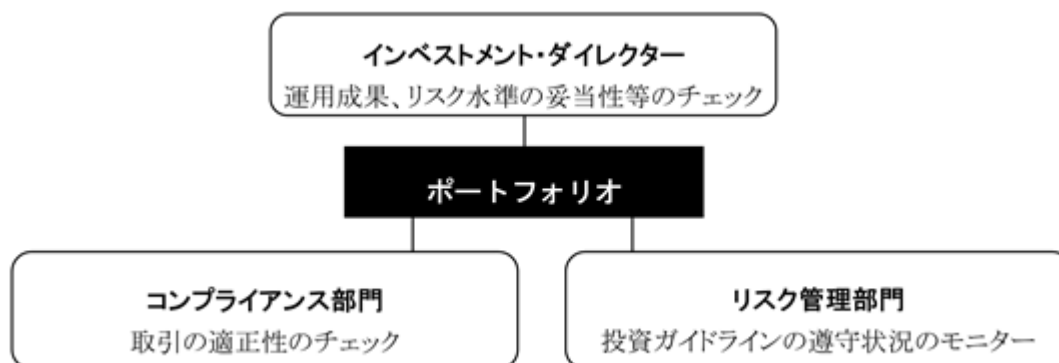 インベストメント・ダイレクター
運用成果、リスク水準の妥当性等のチェック
ポートフォリオ
コンプライアンス部門
取引の適正性のチェック
リスク管理部門
投資ガイドラインの遵守状況のモニター